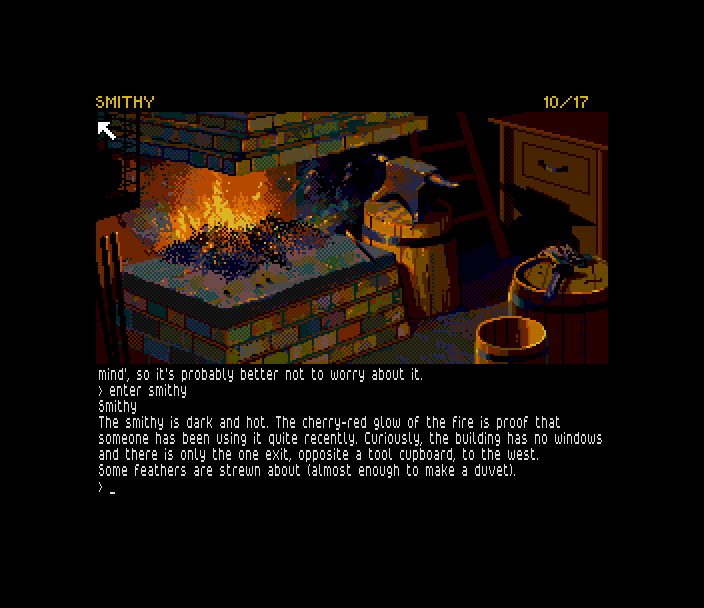 SMITHY 10/17
mind', so it's probably better not to worry about it.
> enter smithy
Smithy
The smithy is dark and hot. The cherry-red glow of the fire is proof that
someone has been using it quite recently. Curiously, the building has no windows
and there is only the one exit, opposite a tool cupboard, to the west.
Some feathers are strewn about (almost enough to make a duvet).
> _